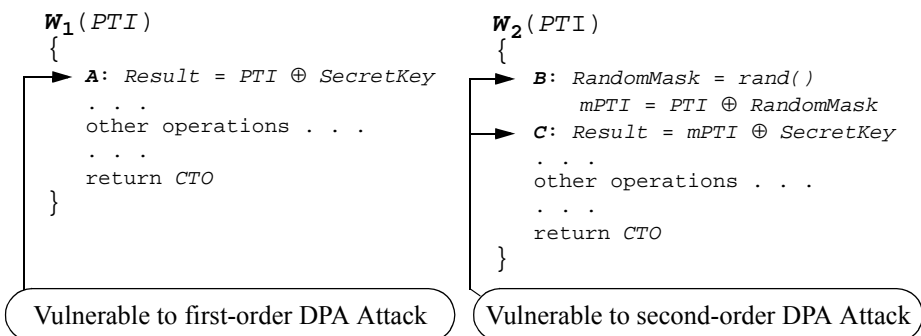 W1(PTI)
{
A: Result = PTI ⊕ SecretKey
. . .
other operations . . .
. . .
return CTO
}
Vulnerable to first-order DPA Attack
W2(PTI)
{
B: RandomMask = rand()
mPTI = PTI ⊕ RandomMask
C: Result = mPTI ⊕ SecretKey
. . .
other operations . . .
. . .
return CTO
}
Vulnerable to second-order DPA Attack